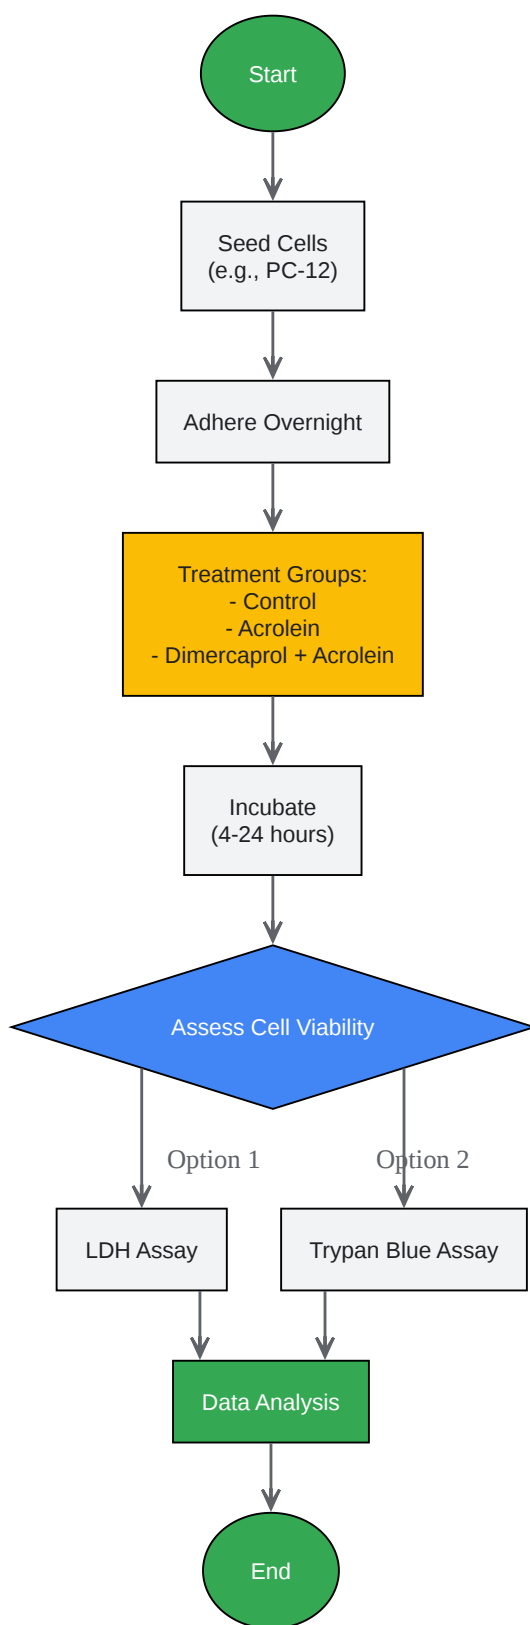 Start
Seed Cells
(e.g., PC-12)
Adhere Overnight
Treatment Groups:
- Control
- Acrolein
- Dimercaprol + Acrolein
Incubate
(4-24 hours)
Assess Cell Viability
Option 1
Option 2
LDH Assay
Trypan Blue Assay
Data Analysis
End